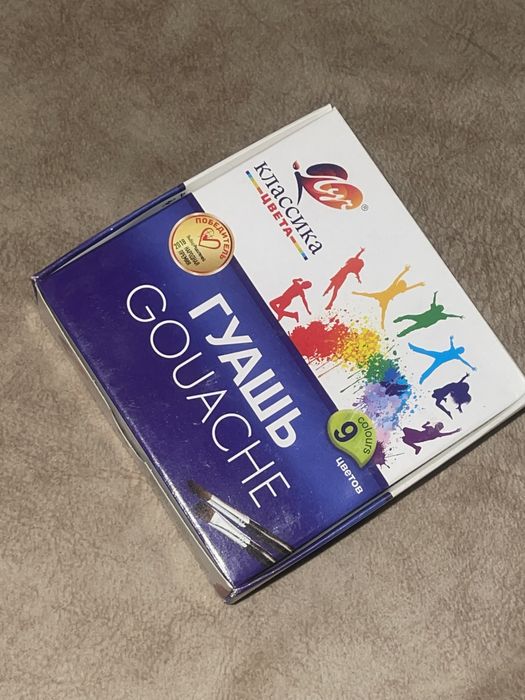 Луч®
классика
ЦВЕТА
ПОБЕДИТЕЛЬ
ГУАШЬ
GOUACHE
9
colours
цветов